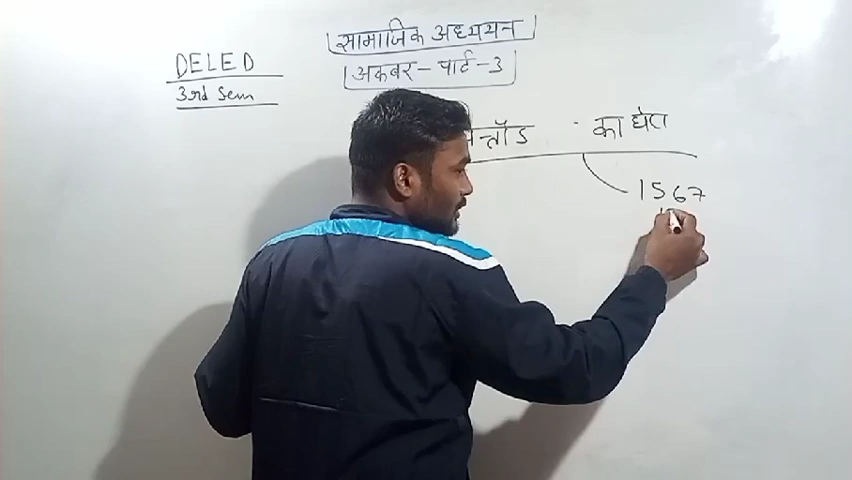 सामाजिक अध्ययन
DELED
अकबर - पार्ट - 3
3rd Sem
का घेरा
1567